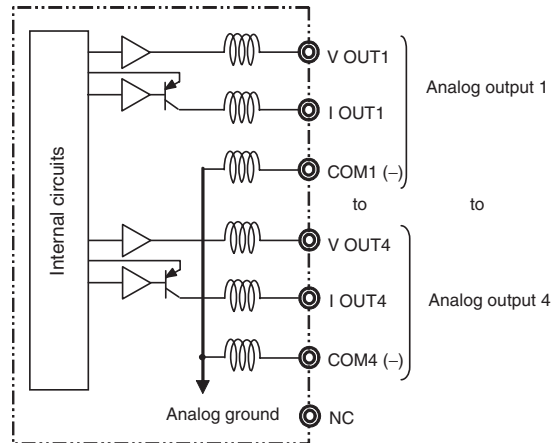 Internal circuits
V OUT1
I OUT1
COM1 (–)
Analog output 1
to
to
V OUT4
I OUT4
COM4 (–)
Analog output 4
Analog ground
NC